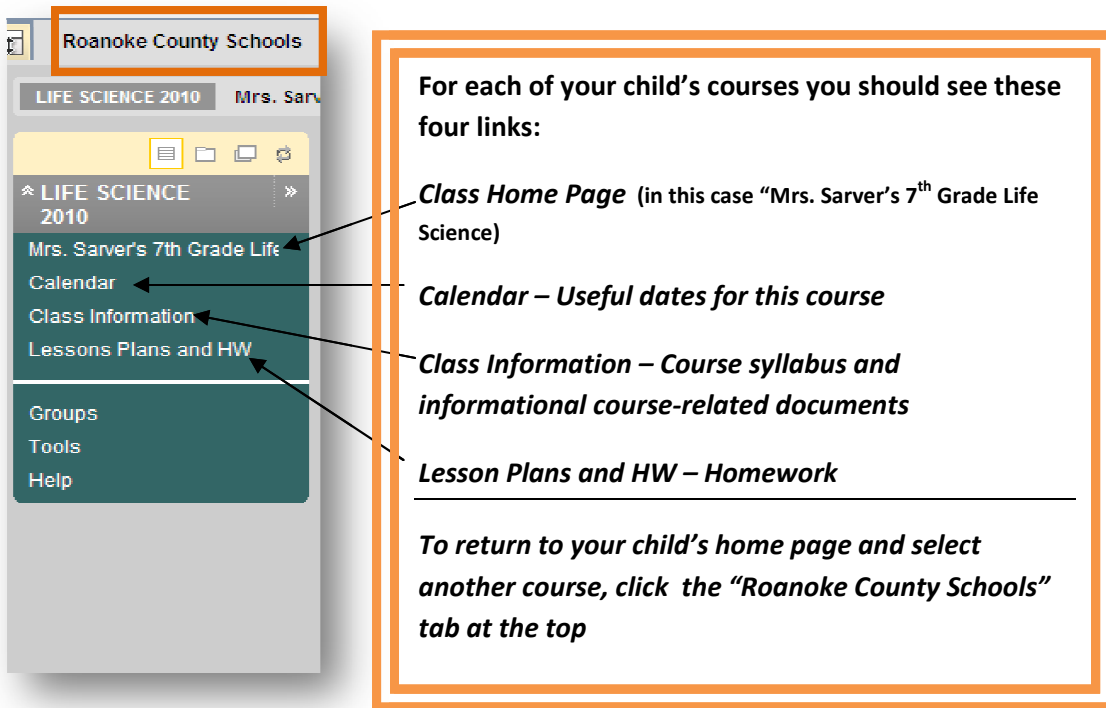 Roanoke County Schools
LIFE SCIENCE 2010 Mrs. Sarv
LIFE SCIENCE
2010
Mrs. Sarver's 7th Grade Life
Calendar
Class Information
Lessons Plans and HW
Groups
Tools
Help
For each of your child’s courses you should see these
four links:
Class Home Page (in this case “Mrs. Sarver’s 7th Grade Life
Science)
Calendar – Useful dates for this course
Class Information – Course syllabus and
informational course-related documents
Lesson Plans and HW – Homework
To return to your child’s home page and select
another course, click the “Roanoke County Schools”
tab at the top